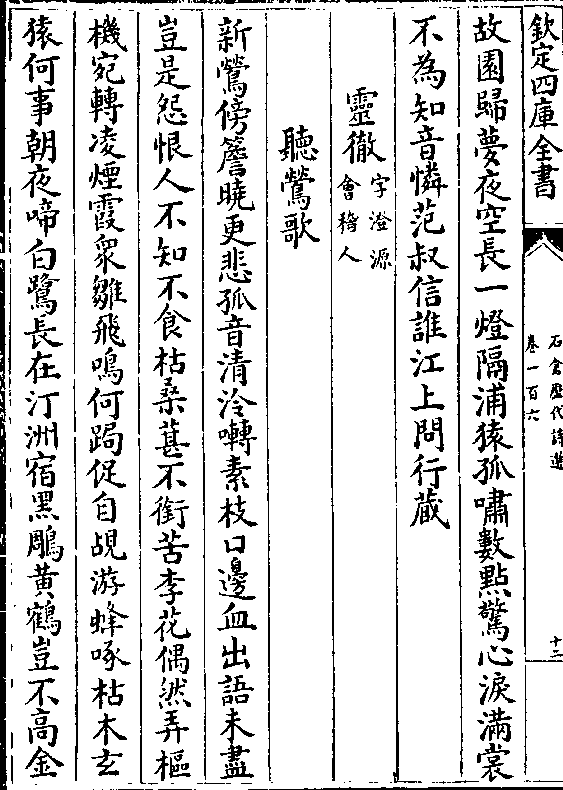 欽定四庫全書
石倉歷代詩選
卷一百六
十二
故園歸夢夜空長一燈隔浦猿孤嘯數點驚心淚滿裳
不為知音憐范叔信誰江上問行蔵
靈徹
字澄源
會稽人
聽鶯歌
新鶯傍簷曉更悲孤音清泠囀素枝口邊血出語未盡
豈是怨恨人不知不食枯桑葚不銜苦李花偶然弄樞
機宛轉凌煙霞衆雛飛鳴何跼促自覘游蜂啄枯木玄
猿何事朝夜啼白鷺長在汀洲宿黒鵰黄鶴豈不高金